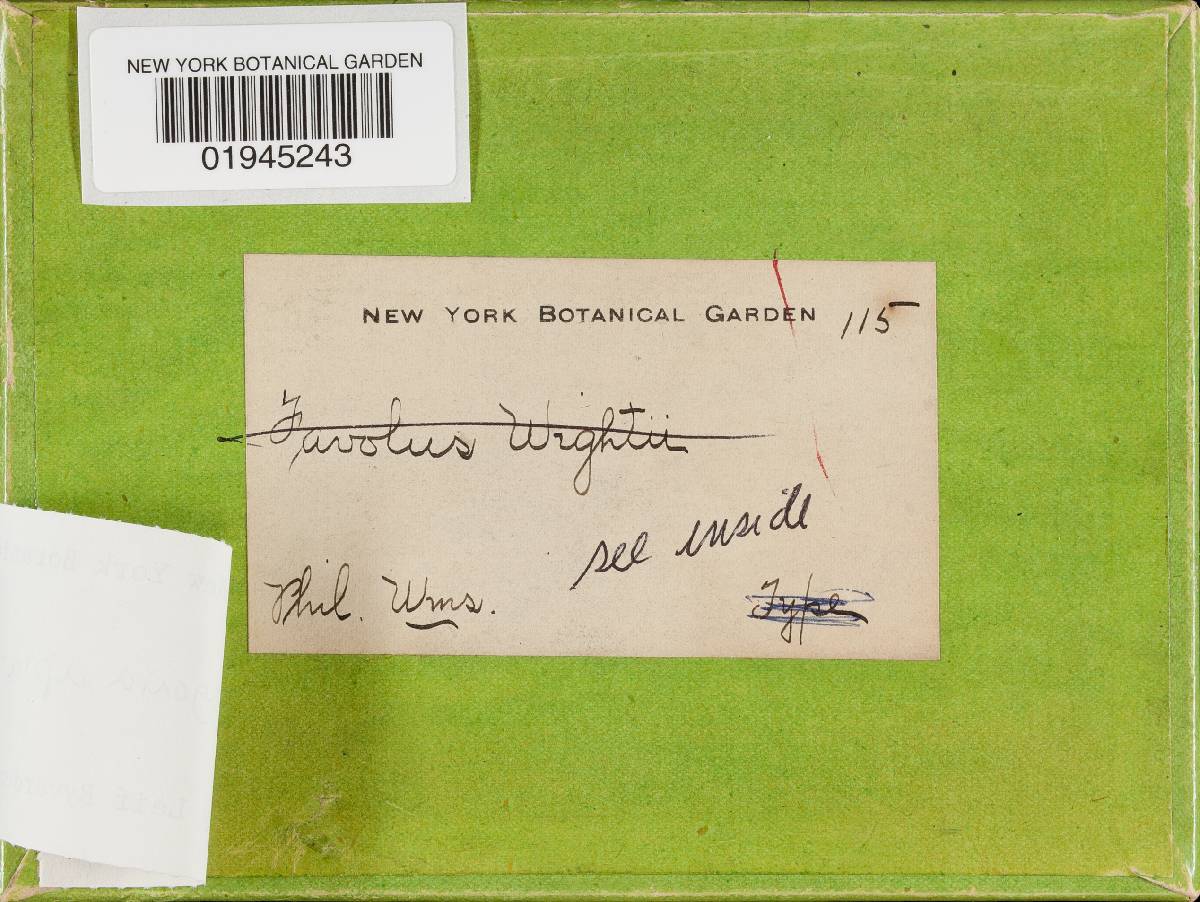 NEW YORK BOTANICAL GARDEN
01945243
NEW YORK BOTANICAL GARDEN 115
Favolus Wrightii
see inside
Phil. Wms.
Type